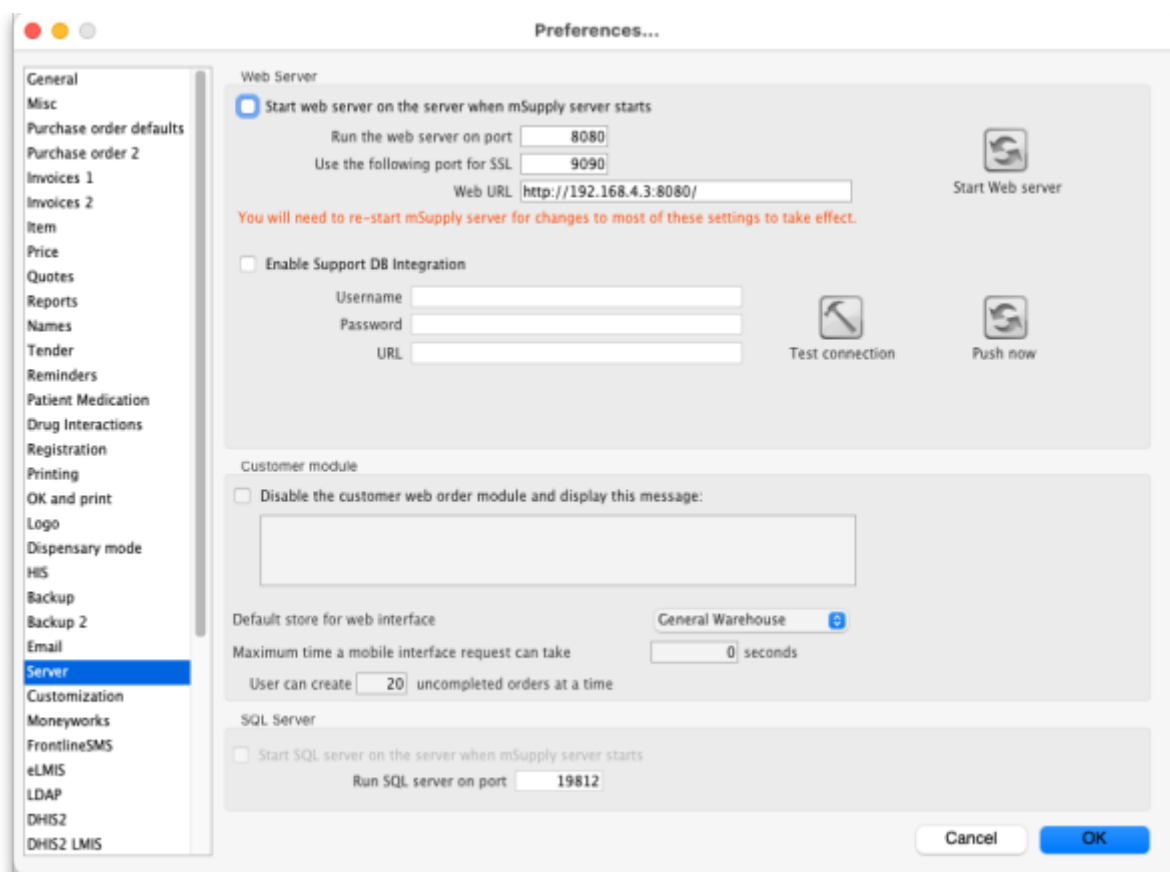 Preferences...
General
Misc
Purchase order defaults
Purchase order 2
Invoices 1
Invoices 2
Item
Price
Quotes
Reports
Names
Tender
Reminders
Patient Medication
Drug Interactions
Registration
Printing
OK and print
Logo
Dispensary mode
HIS
Backup
Backup 2
Email
Server
Customization
Moneyworks
FrontlineSMS
eLMIS
LDAP
DHIS2
DHIS2 LMIS
Web Server
Start web server on the server when mSupply server starts
Run the web server on port 8080
Use the following port for SSL 9090
Web URL http://192.168.4.3:8080/
Start Web server
You will need to re-start mSupply server for changes to most of these settings to take effect.
Enable Support DB Integration
Username
Password
URL
Test connection
Push now
Customer module
Disable the customer web order module and display this message:
Default store for web interface General Warehouse
Maximum time a mobile interface request can take 0 seconds
User can create 20 uncompleted orders at a time
SQL Server
Start SQL server on the server when mSupply server starts
Run SQL server on port 19812
Cancel OK